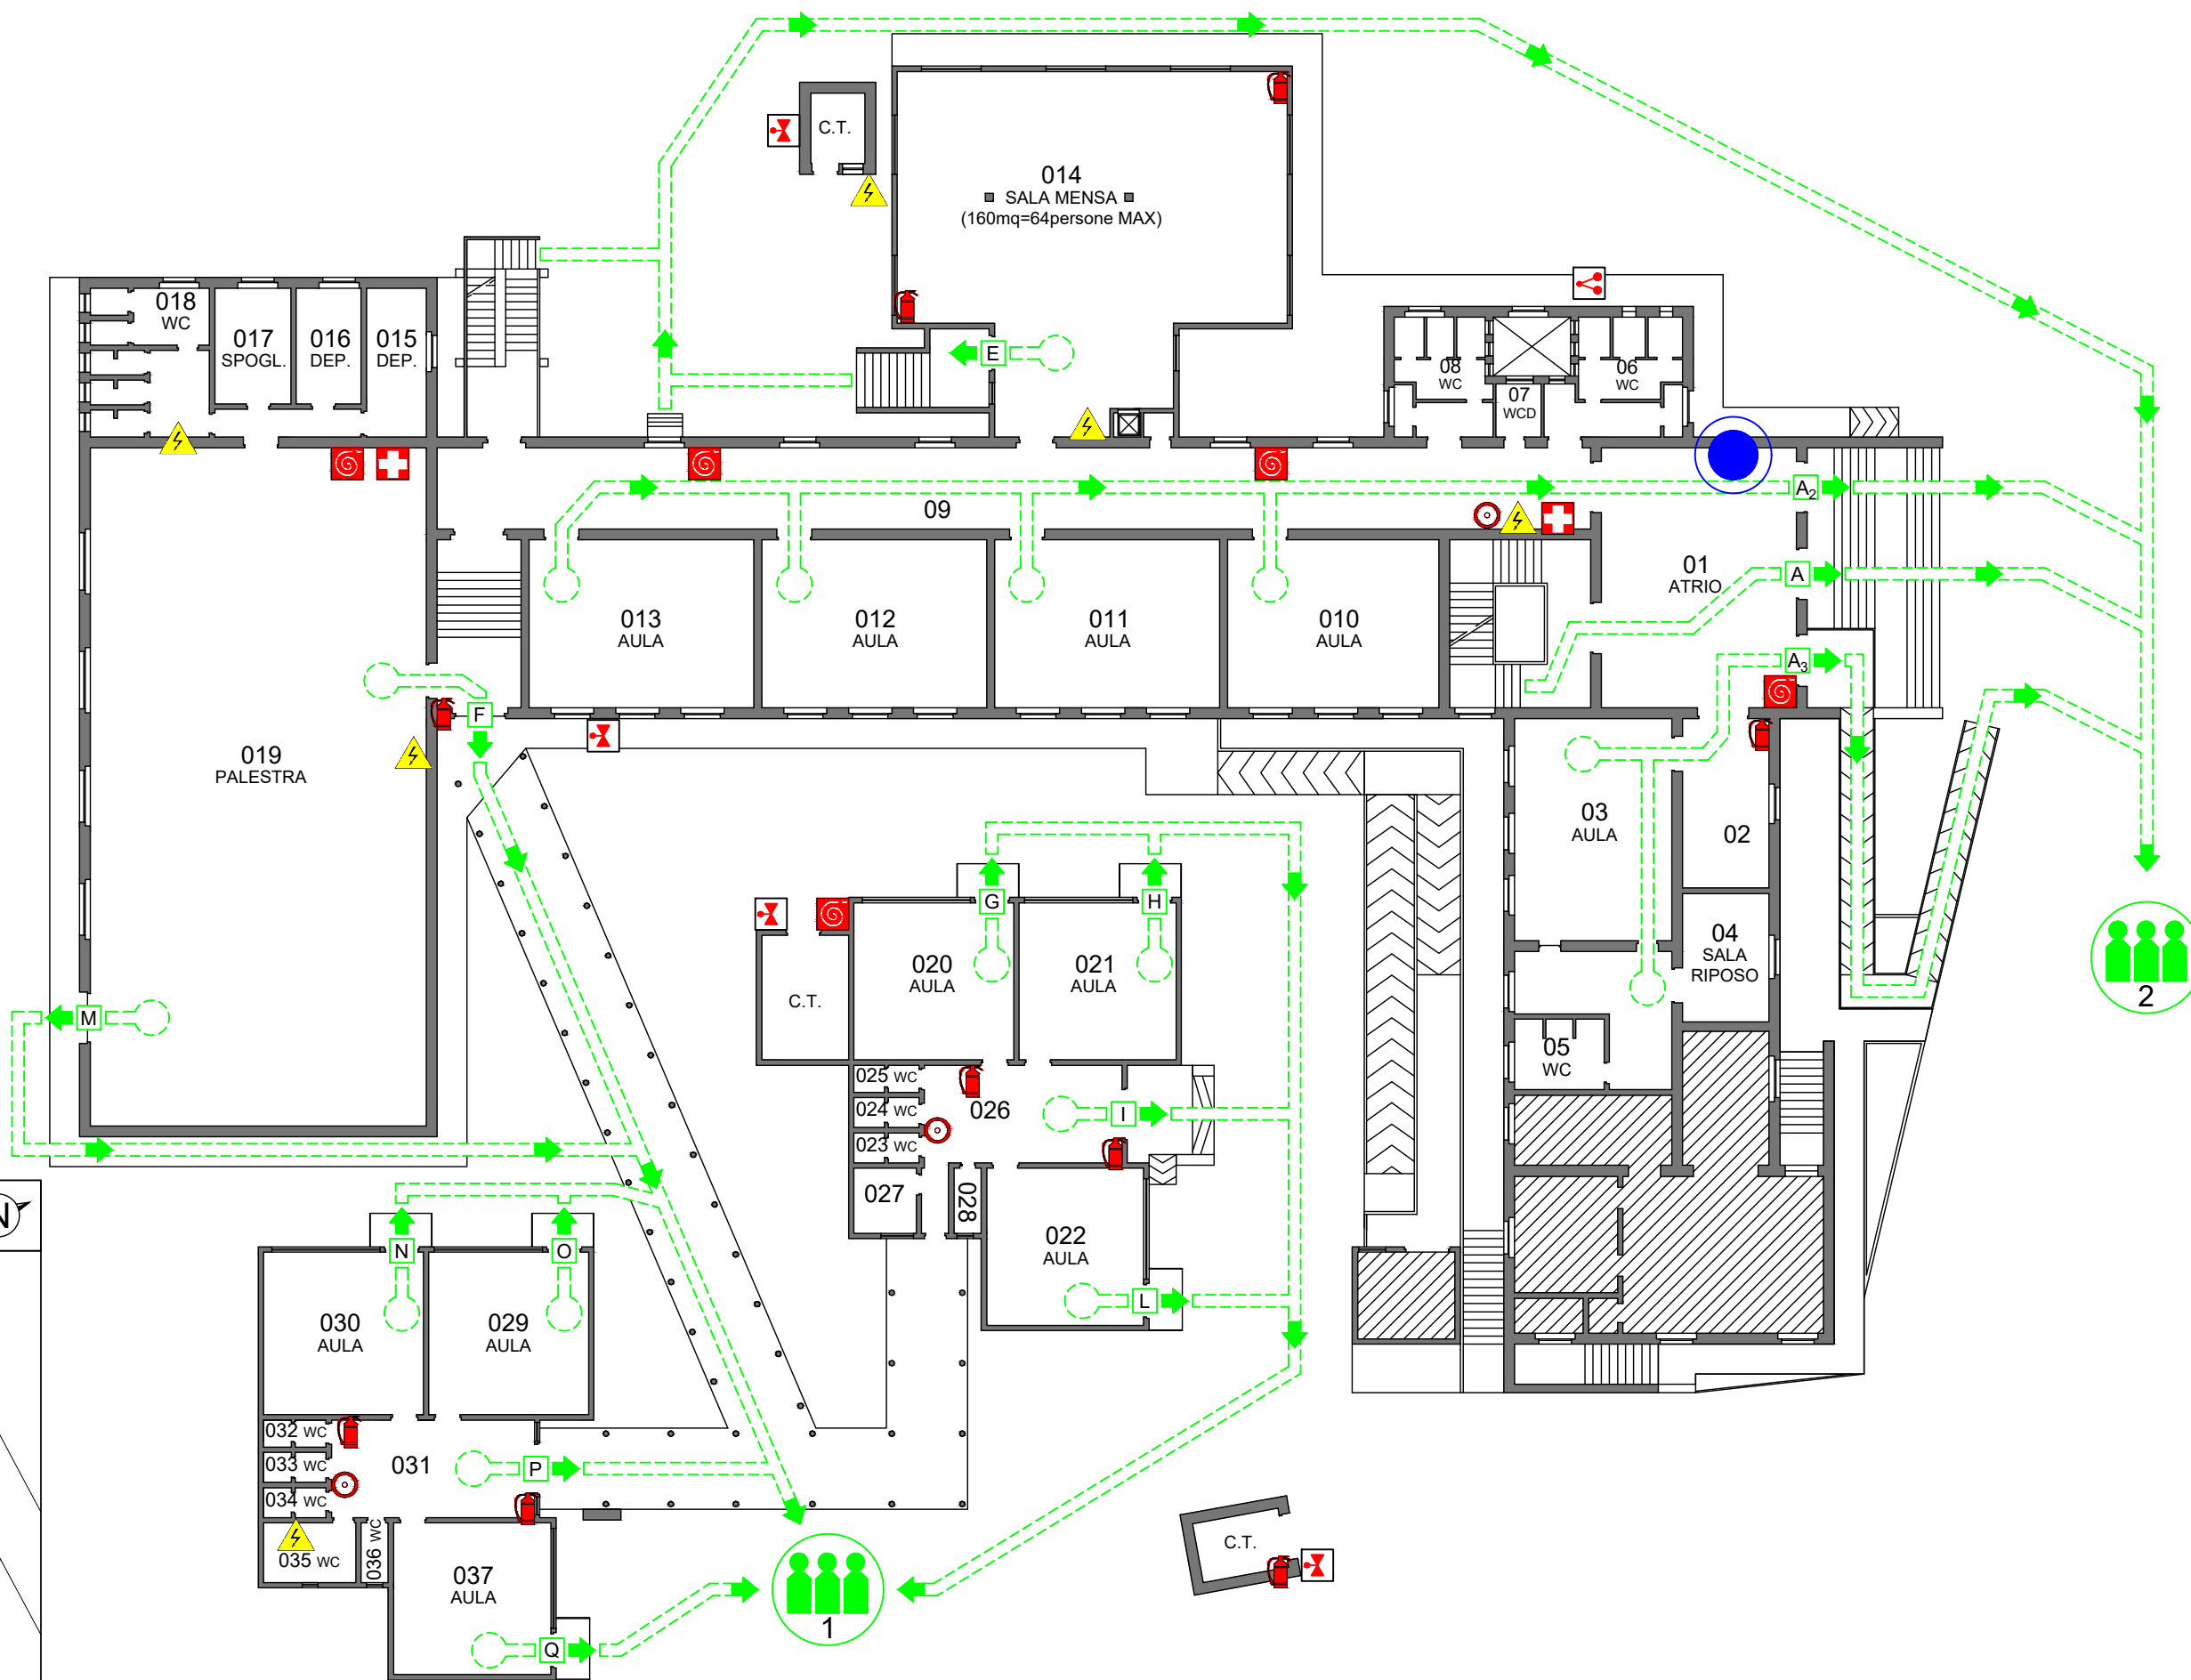 C.T.
014
SALA MENSA
(160mq=64persone MAX)
018
WC
017
SPOGL.
016
DEP.
015
DEP.
E
08
WC
07
WCD
06
WC
A2
09
01
ATRIO
A
013
AULA
012
AULA
011
AULA
010
AULA
A3
F
019
PALESTRA
03
AULA
02
G
H
020
AULA
021
AULA
04
SALA
RIPOSO
C.T.
2
M
05
WC
025 WC
024 WC
023 WC
026
I
027
028
022
AULA
L
N
N
O
030
AULA
029
AULA
032 WC
033 WC
034 WC
031
P
035 WC
036 WC
037
AULA
Q
1
C.T.